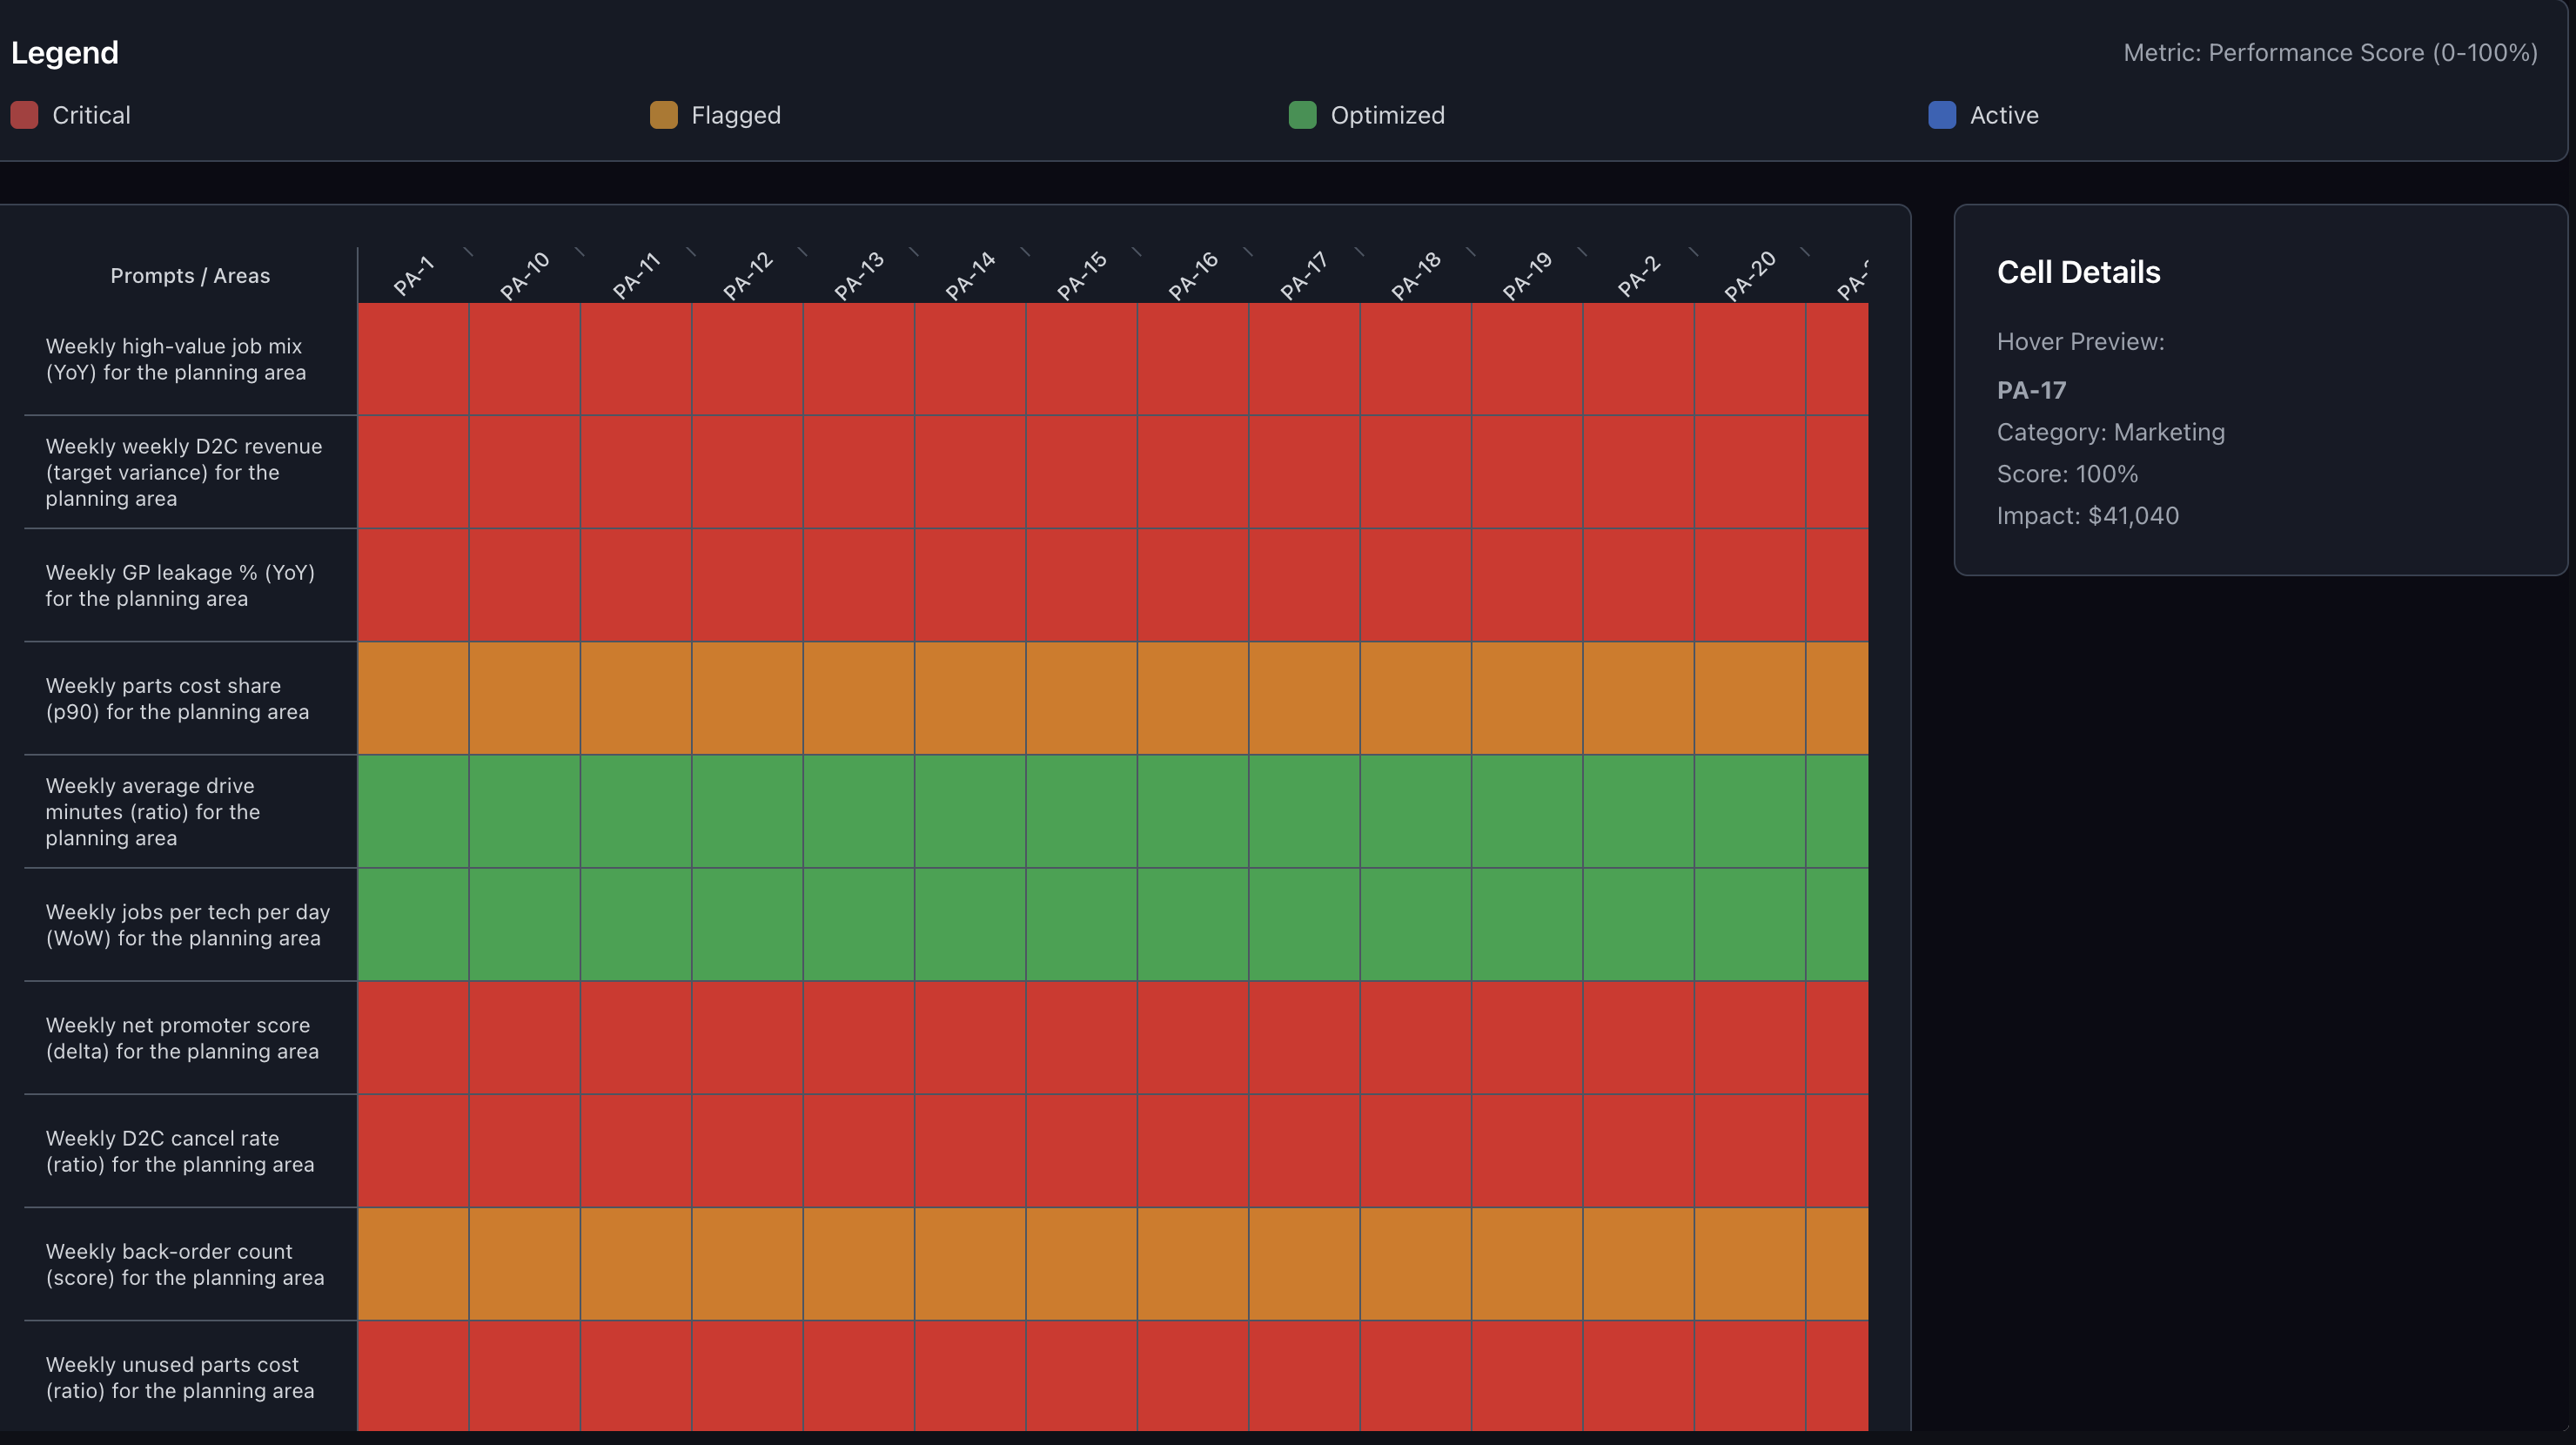 Legend
Metric: Performance Score (0-100%)
Critical
Flagged
Optimized
Active
Prompts / Areas
PA-1
PA-10
PA-11
PA-12
PA-13
PA-14
PA-15
PA-16
PA-17
PA-18
PA-19
PA-2
PA-20
Weekly high-value job mix
(YoY) for the planning area
Weekly weekly D2C revenue
(target variance) for the
planning area
Weekly GP leakage % (YoY)
for the planning area
Weekly parts cost share
(p90) for the planning area
Weekly average drive
minutes (ratio) for the
planning area
Weekly jobs per tech per day
(WoW) for the planning area
Weekly net promoter score
(delta) for the planning area
Weekly D2C cancel rate
(ratio) for the planning area
Weekly back-order count
(score) for the planning area
Weekly unused parts cost
(ratio) for the planning area
Cell Details
Hover Preview:
PA-17
Category: Marketing
Score: 100%
Impact: $41,040